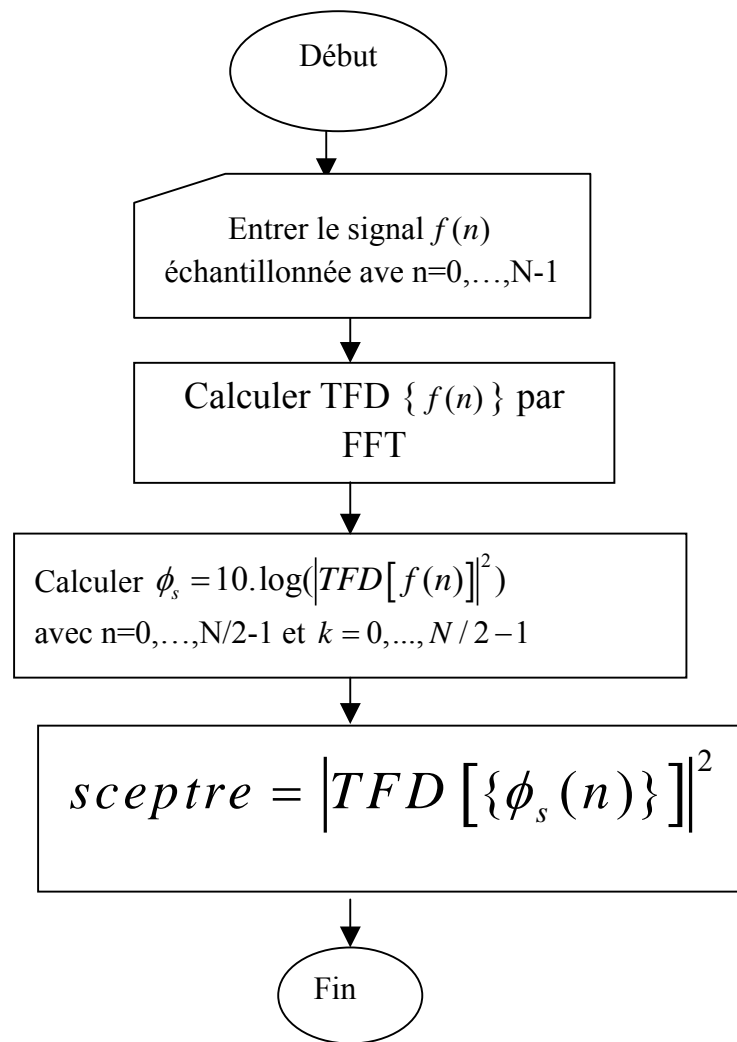 Début
Entrer le signal f(n)
échantillonnée ave n=0,…,N-1
Calculer TFD { f(n) } par
FFT
Calculer ϕ_s = 10.log(|TFD[f(n)]|²)
avec n=0,…,N/2-1 et k = 0,..., N / 2 − 1
sceptre = |TFD[{ϕ_s(n)}]|²
Fin